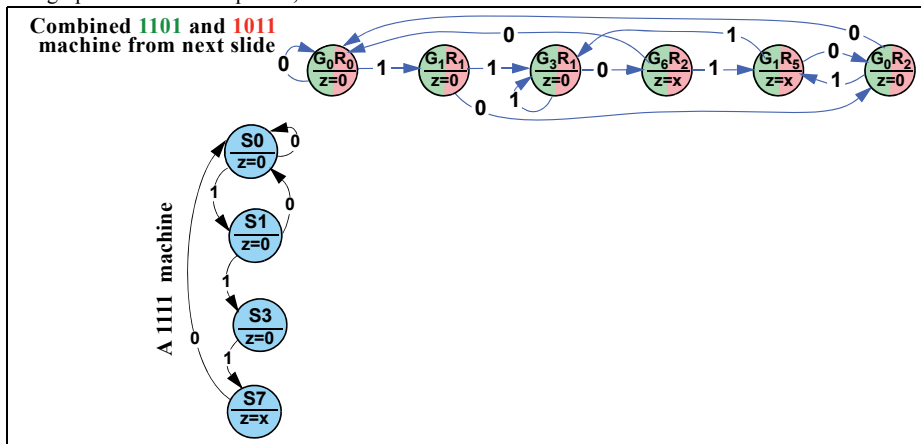 Combined 1101 and 1011
machine from next slide
0
0
1
0
0
G0R0
z=0
1
G1R1
z=0
1
G3R1
z=0
0
G6R2
z=x
1
G1R5
z=x
0
1
G0R2
z=0
1
0
S0
z=0
0
1
0
S1
z=0
1
S3
z=0
1
0
S7
z=x
A 1111 machine